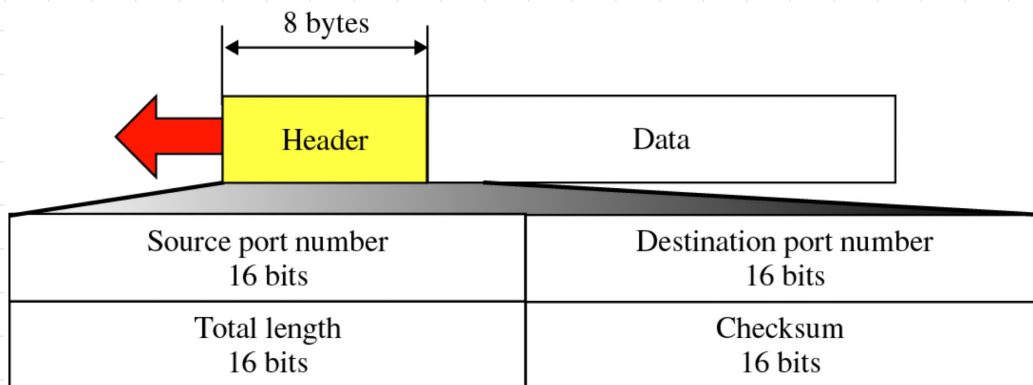 8 bytes
Header
Data
Source port number
16 bits
Destination port number
16 bits
Total length
16 bits
Checksum
16 bits